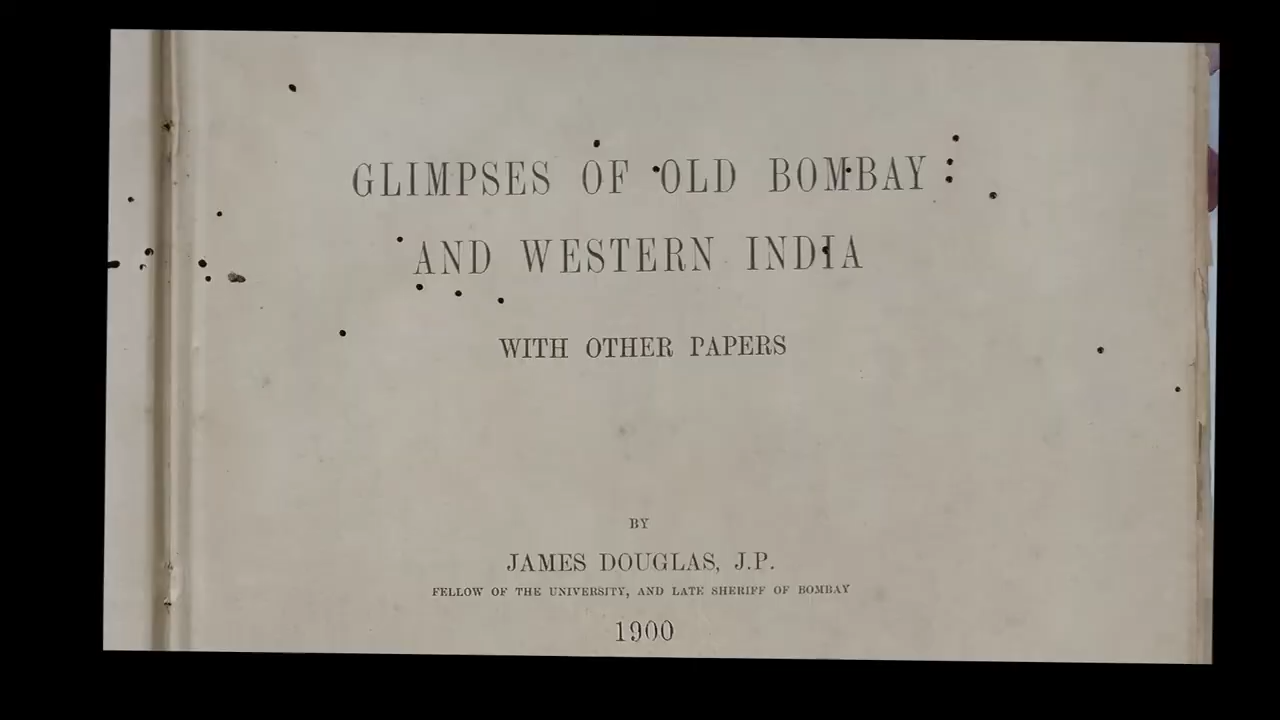 GLIMPSES OF OLD BOMBAY
AND WESTERN INDIA
WITH OTHER PAPERS
BY
JAMES DOUGLAS, J.P.
FELLOW OF THE UNIVERSITY, AND LATE SHERIFF OF BOMBAY
1900